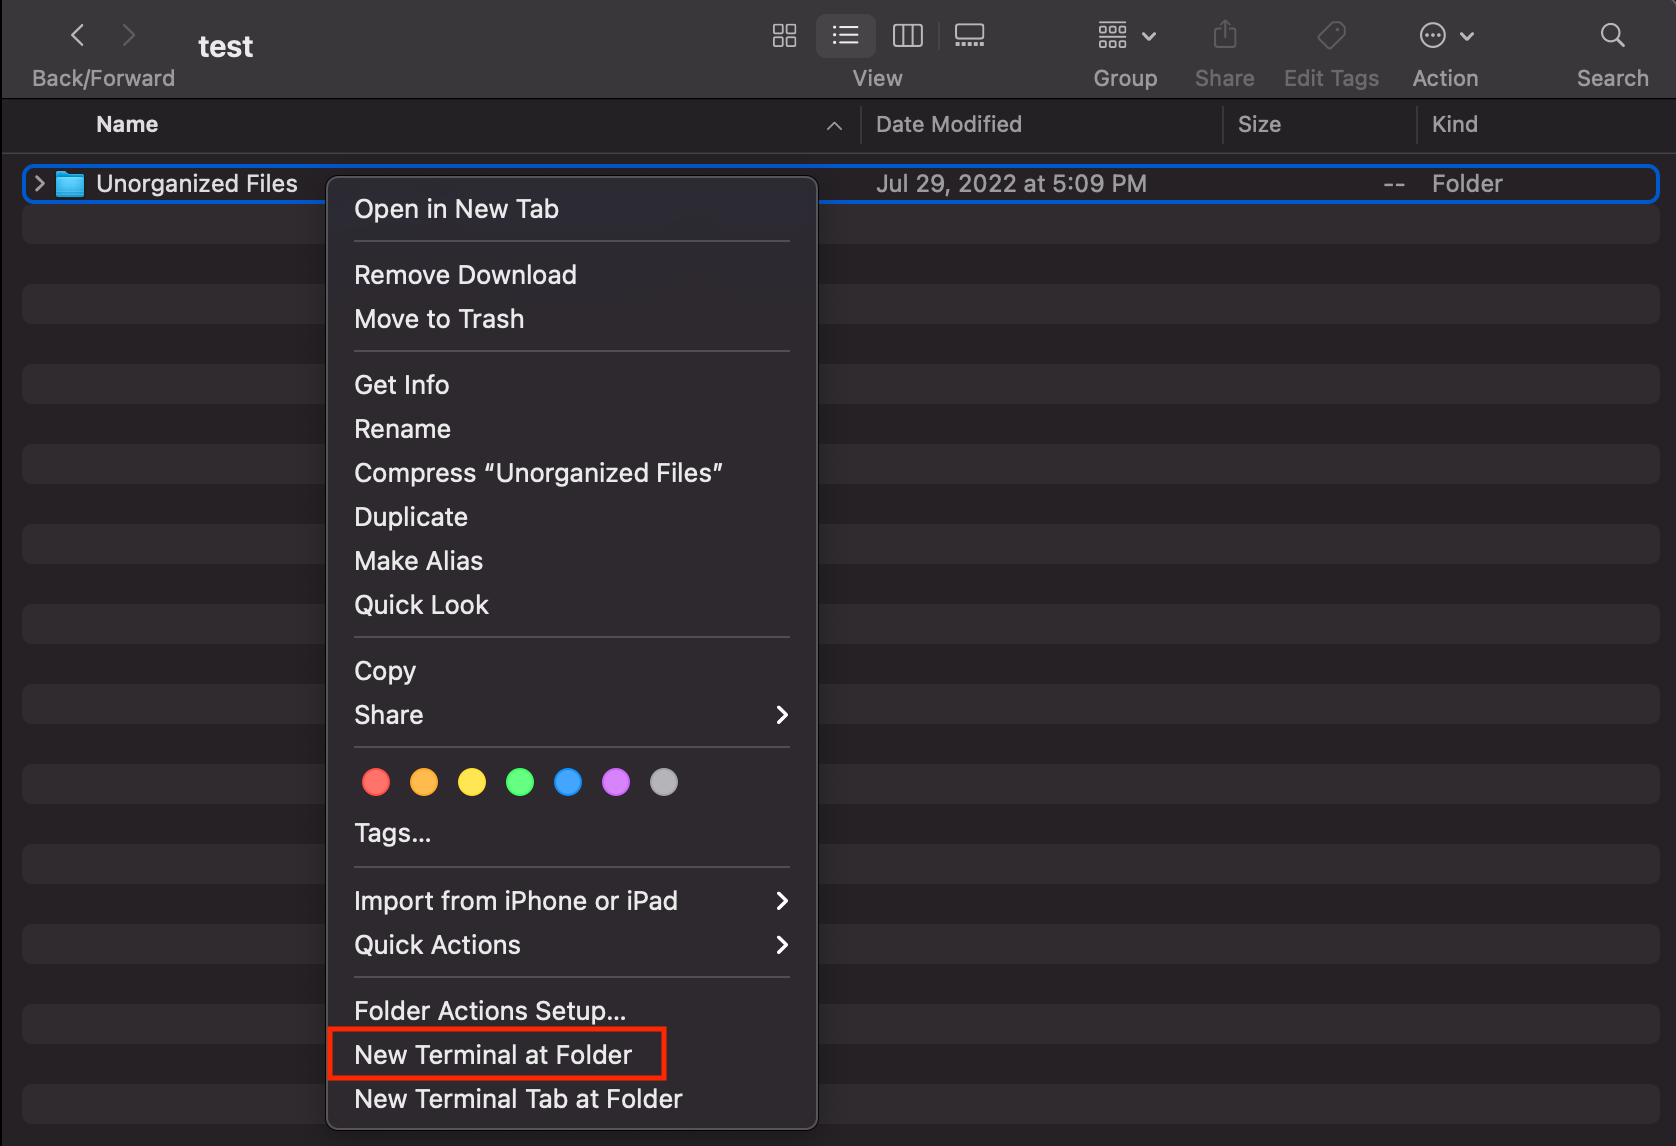 test
Back/Forward
View
Group
Share
Edit Tags
Action
Search
Name
Date Modified
Size
Kind
Unorganized Files
Jul 29, 2022 at 5:09 PM
--
Folder
Open in New Tab
Remove Download
Move to Trash
Get Info
Rename
Compress “Unorganized Files”
Duplicate
Make Alias
Quick Look
Copy
Share
Tags...
Import from iPhone or iPad
Quick Actions
Folder Actions Setup...
New Terminal at Folder
New Terminal Tab at Folder